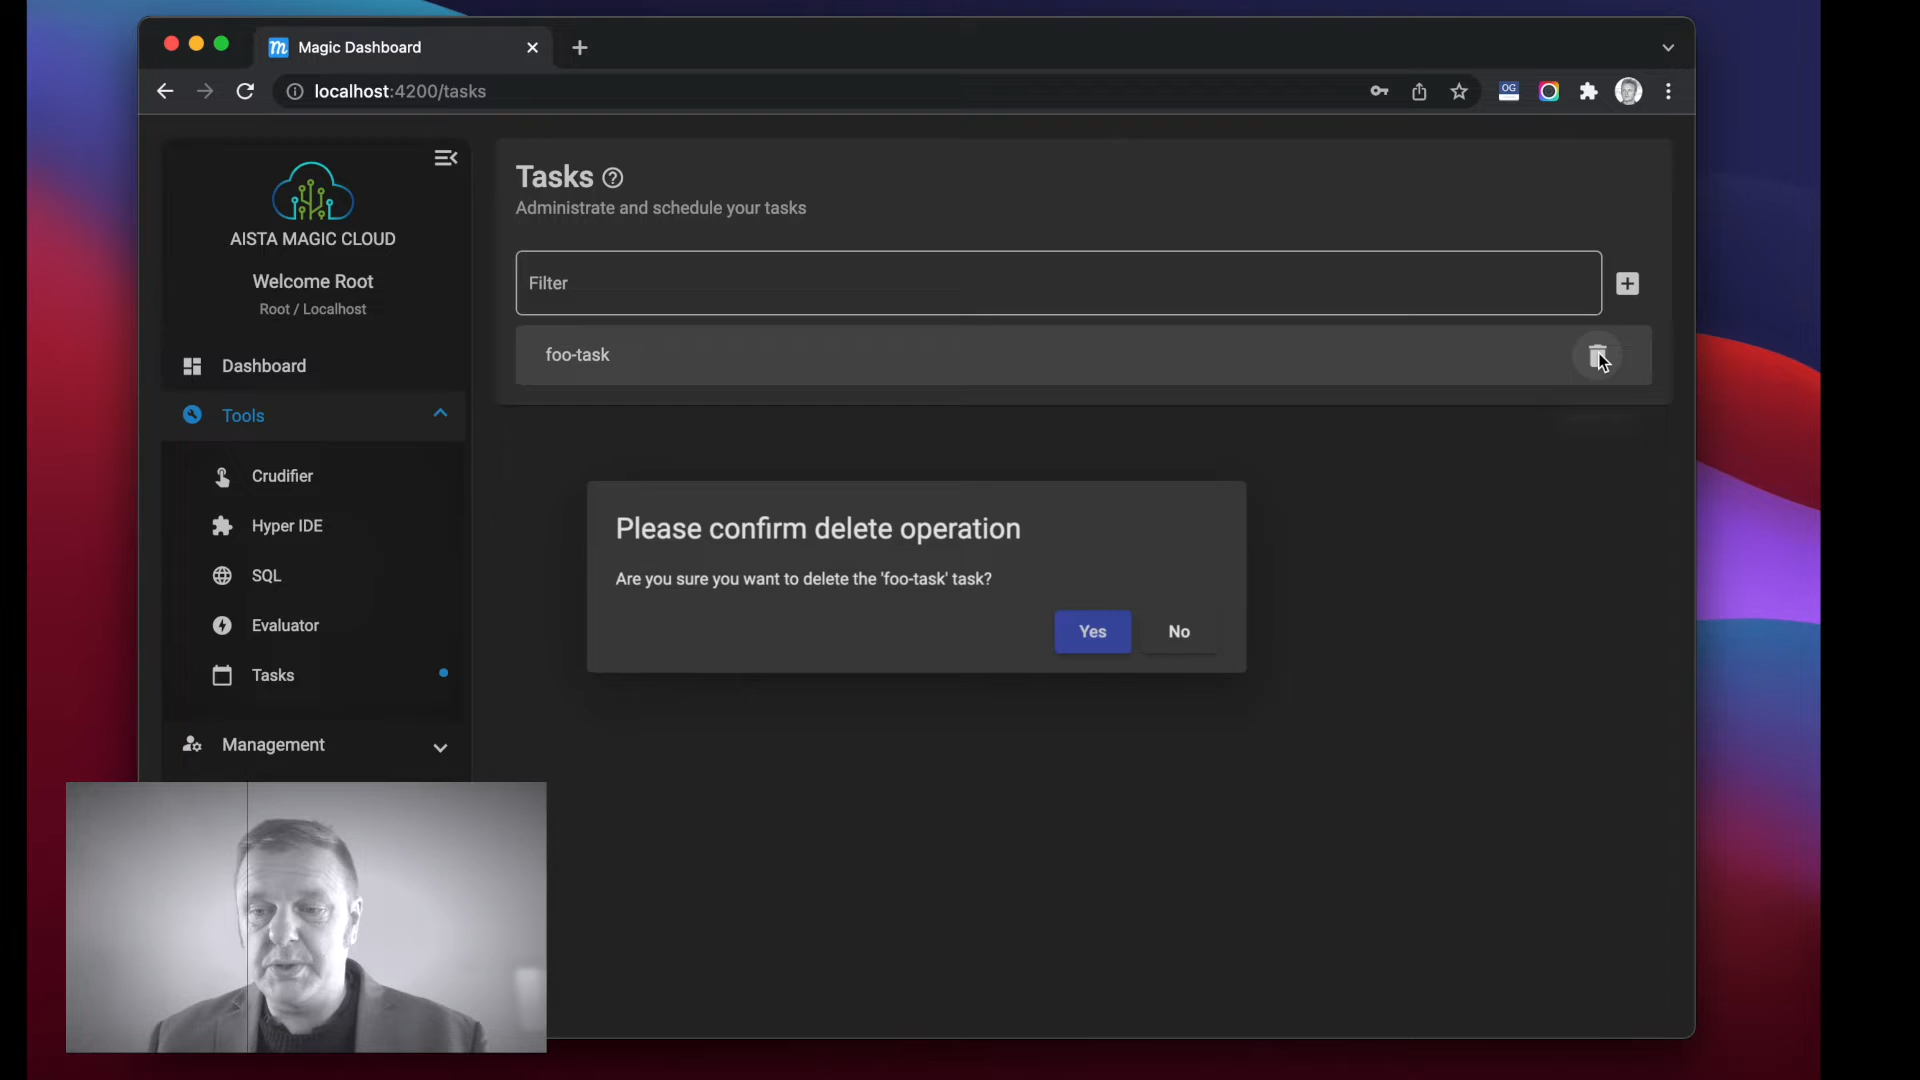 Magic Dashboard
localhost:4200/tasks
OG
AISTA MAGIC CLOUD
Welcome Root
Root / Localhost
Dashboard
Tools
Crudifier
Hyper IDE
SQL
Evaluator
Tasks
Management
Tasks
Administrate and schedule your tasks
Filter
foo-task
Please confirm delete operation
Are you sure you want to delete the 'foo-task' task?
Yes No